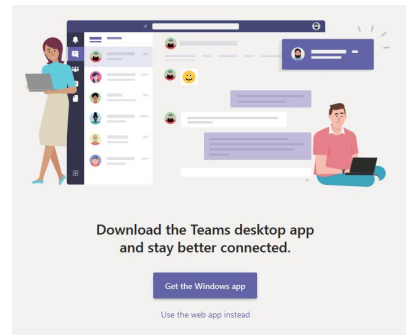 Download the Teams desktop app
and stay better connected.
Get the Windows app
Use the web app instead